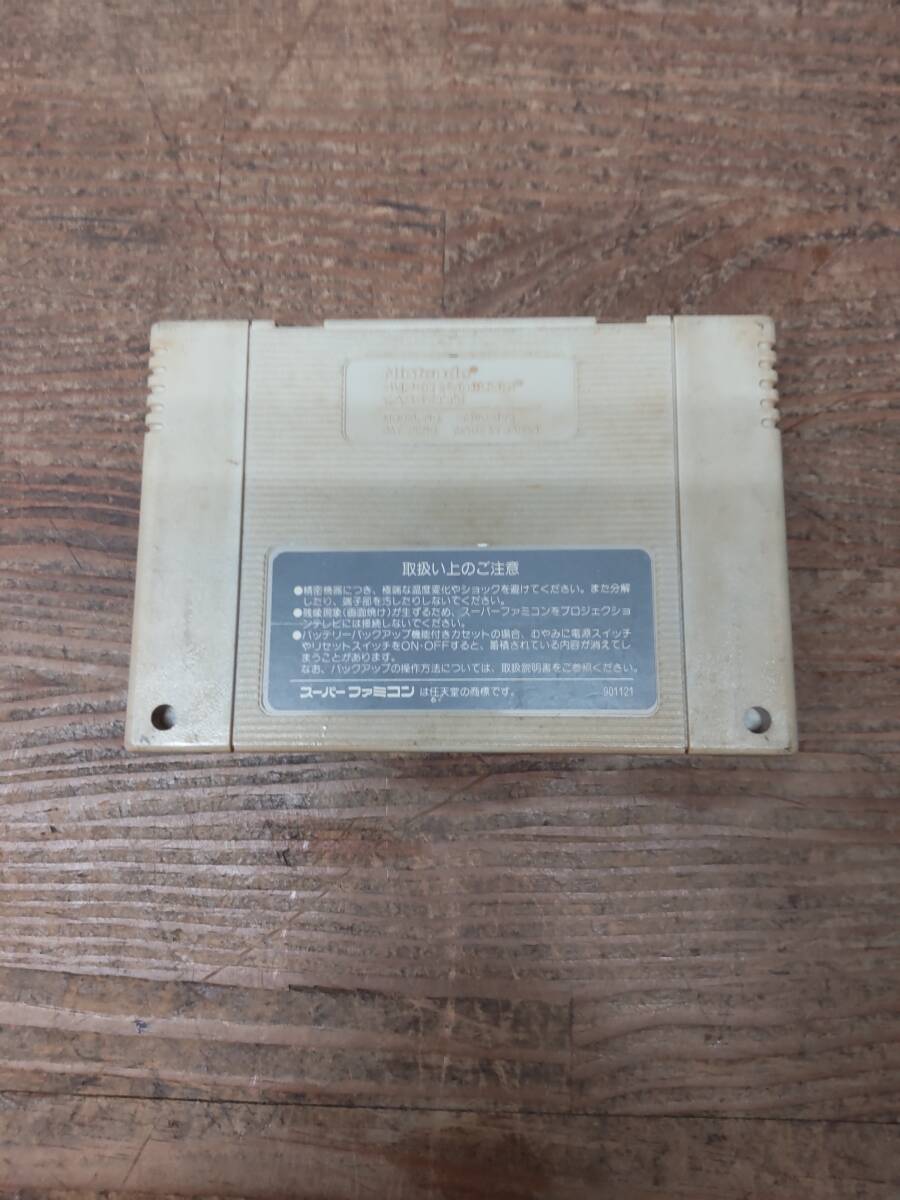 Nintendo®
取扱い上のご注意
●精密機器につき、極端な温度変化やショックを避けてください。また分解
したり、端子部を汚したりしないでください。
●残像現象(画面焼け)が生ずるため、スーパーファミコンをプロジェクショ
ンテレビには接続しないでください。
●バッテリーバックアップ機能付きカセットの場合、むやみに電源スイッチ
やリセットスイッチをON・OFFすると、蓄積されている内容が消えてし
まうことがあります。
なお、バックアップの操作方法については、取扱説明書をご参照ください。
スーパーファミコン は任天堂の商標です。 901121